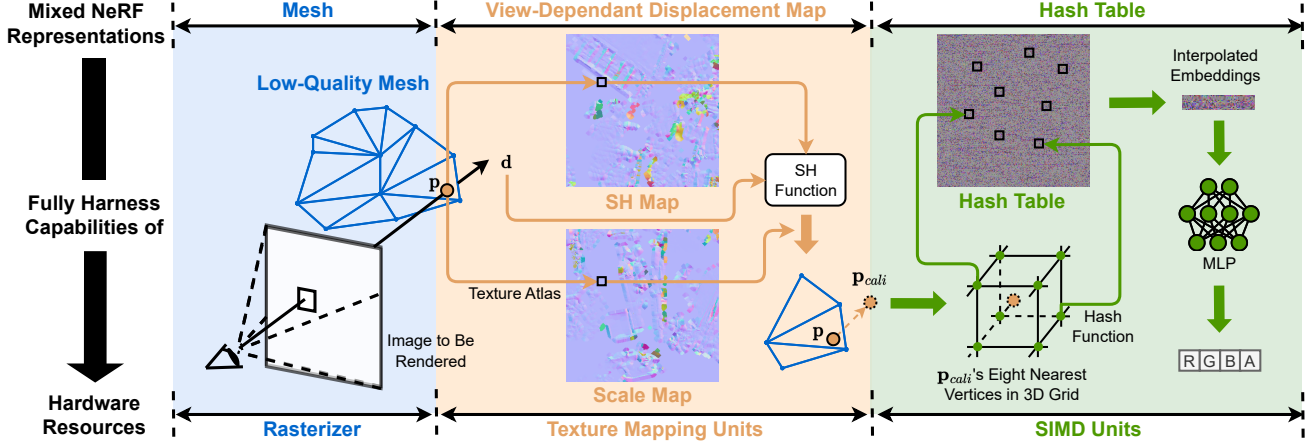 Mixed NeRF
Representations
Fully Harness
Capabilities of
Hardware
Resources
Mesh
Low-Quality Mesh
p
d
Image to Be
Rendered
Rasterizer
View-Dependant Displacement Map
SH Map
SH
Function
Texture Atlas
Scale Map
p
p_cali
Texture Mapping Units
Hash Table
Hash Table
Interpolated
Embeddings
MLP
Hash
Function
R G B A
p_cali's Eight Nearest
Vertices in 3D Grid
SIMD Units